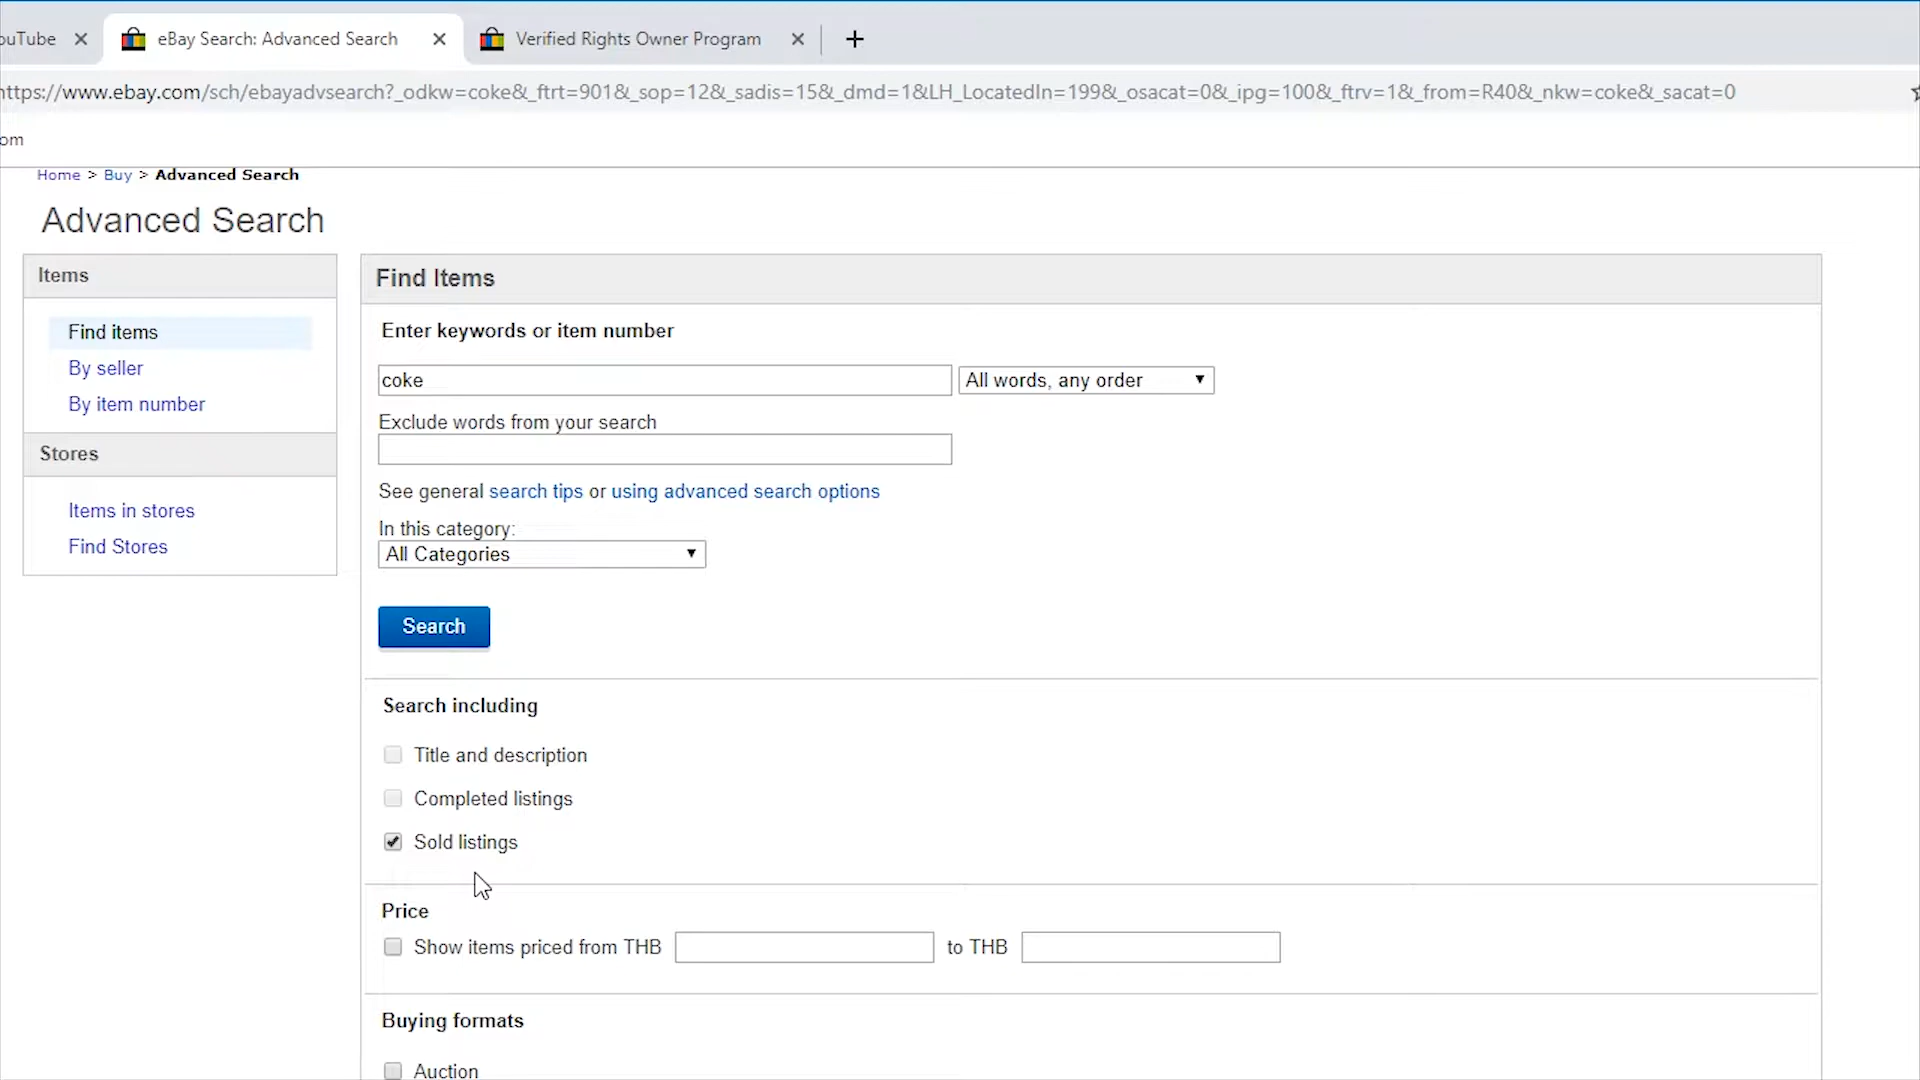 ouTube
eBay Search: Advanced Search
Verified Rights Owner Program
https://www.ebay.com/sch/ebayadvsearch?_odkw=coke&_ftrt=901&_sop=12&_sadis=15&_dmd=1&LH_LocatedIn=199&_osacat=0&_ipg=100&_ftrv=1&_from=R40&_nkw=coke&_sacat=0
om
Home > Buy > Advanced Search
Advanced Search
Items
Find items
By seller
By item number
Stores
Items in stores
Find Stores
Find Items
Enter keywords or item number
coke
All words, any order
Exclude words from your search
See general search tips or using advanced search options
In this category:
All Categories
Search
Search including
Title and description
Completed listings
Sold listings
Price
Show items priced from THB to THB
Buying formats
Auction